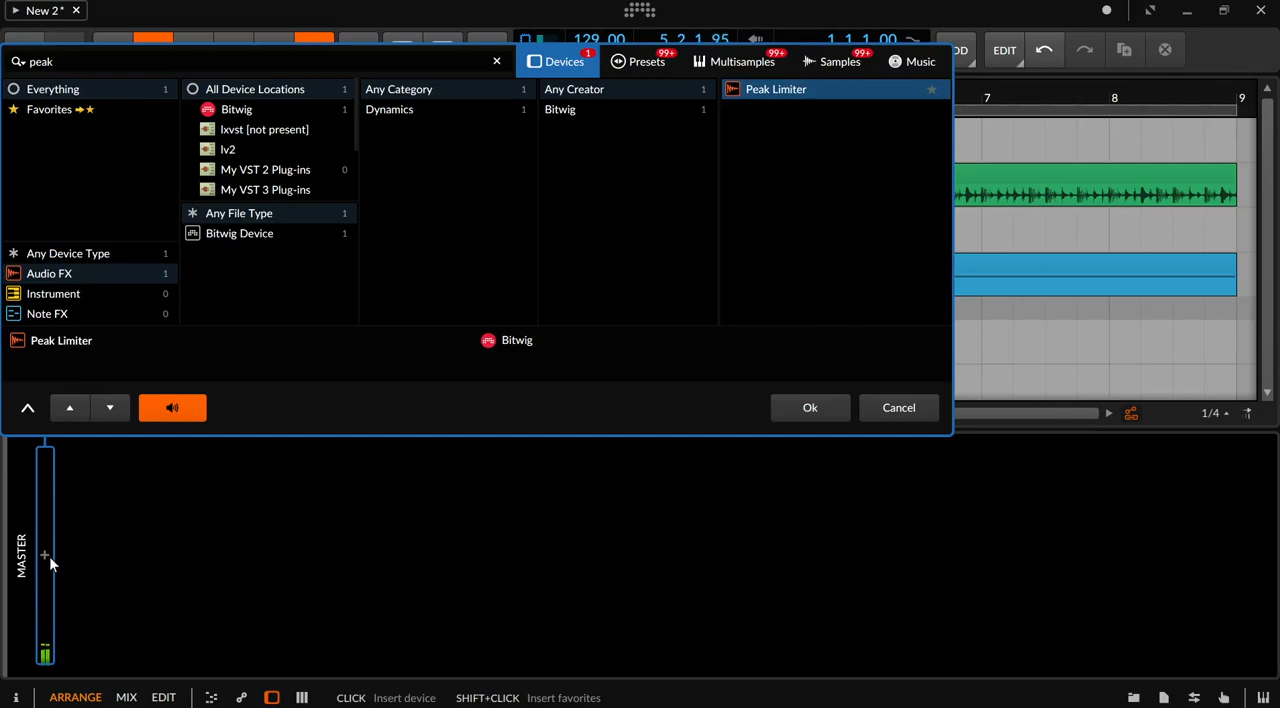 New 2*
129.00
5.2.1.95
1.1.1.00
peak
Devices 1
Presets 99+
Multisamples 99+
Samples 99+
Music
EDIT
Everything 1
Favorites
Any Device Type 1
Audio FX 1
Instrument 0
Note FX 0
All Device Locations 1
Bitwig 1
lxvst [not present]
lv2
My VST 2 Plug-ins 0
My VST 3 Plug-ins
Any File Type 1
Bitwig Device 1
Any Category 1
Dynamics 1
Any Creator 1
Bitwig 1
Peak Limiter
7
8
9
Peak Limiter
Bitwig
Ok
Cancel
1/4
MASTER
i
ARRANGE
MIX
EDIT
CLICK Insert device
SHIFT+CLICK Insert favorites